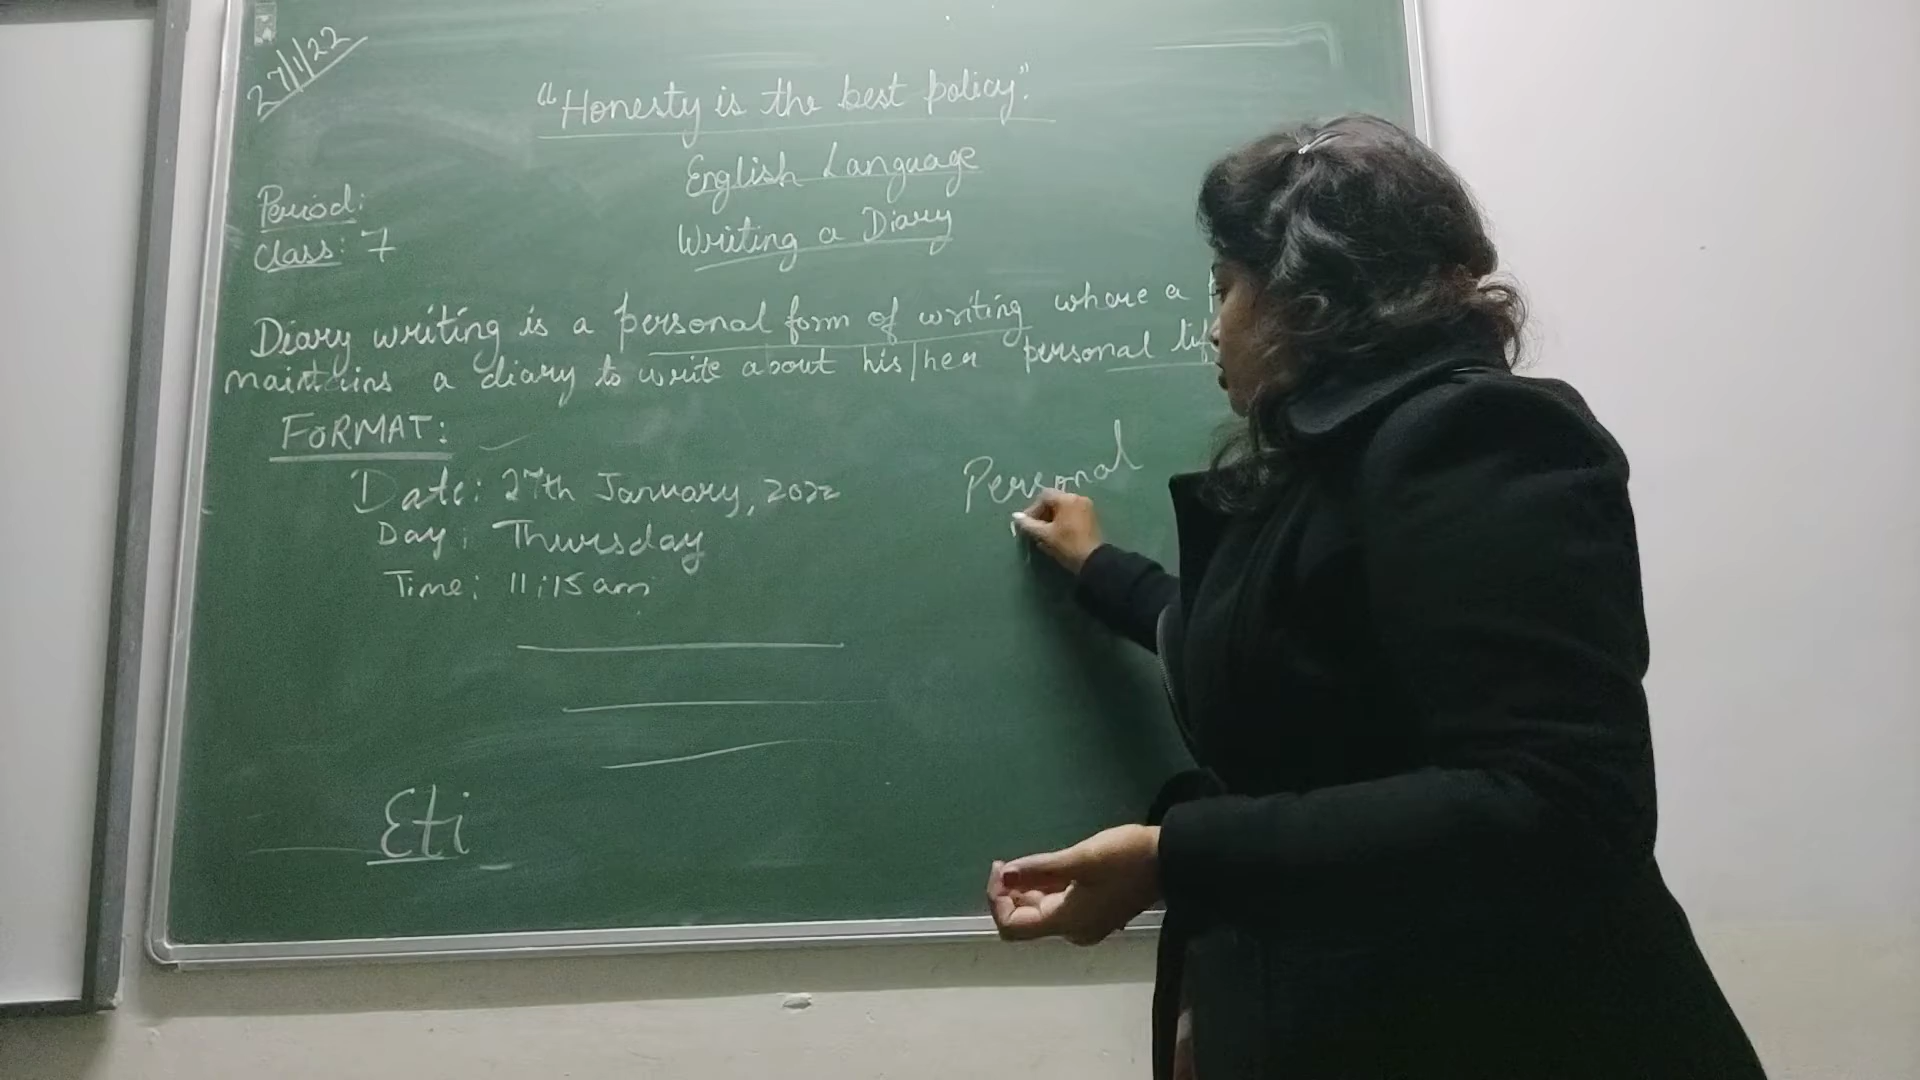 27/1/22
"Honesty is the best policy."
English Language
Period:
Class: 7
Writing a Diary
Diary writing is a personal form of writing where a
maintains a diary to write about his/her personal lif
FORMAT:
Date: 27th January, 2022
Day: Thursday
Time: 11:15 am
Personal
Eti